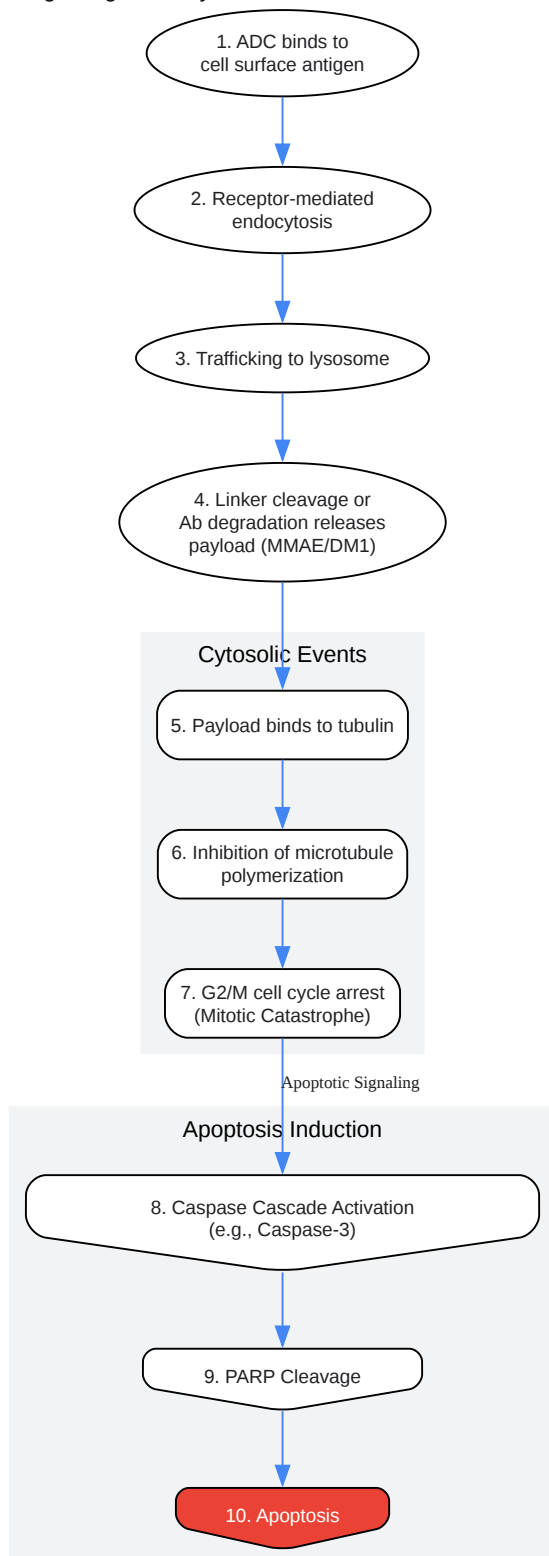 1. ADC binds to
cell surface antigen
2. Receptor-mediated
endocytosis
3. Trafficking to lysosome
4. Linker cleavage or
Ab degradation releases
payload (MMAE/DM1)
Cytosolic Events
5. Payload binds to tubulin
6. Inhibition of microtubule
polymerization
7. G2/M cell cycle arrest
(Mitotic Catastrophe)
Apoptotic Signaling
Apoptosis Induction
8. Caspase Cascade Activation
(e.g., Caspase-3)
9. PARP Cleavage
10. Apoptosis